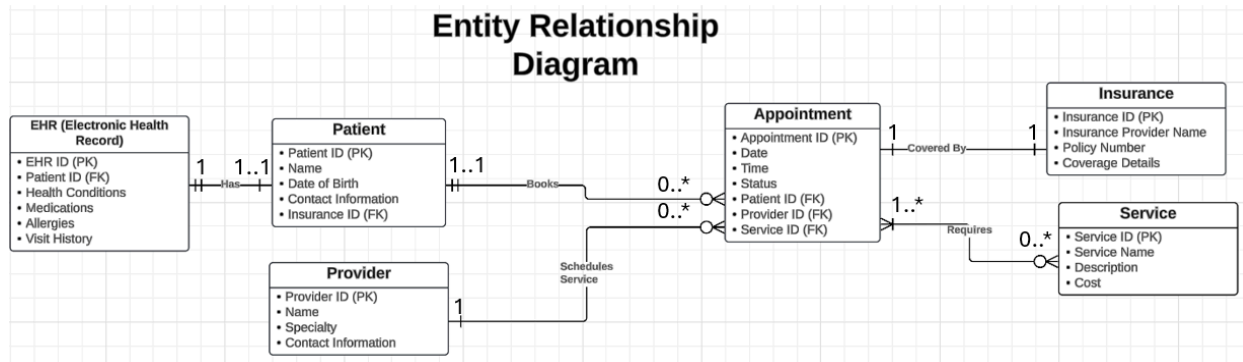 Entity Relationship
Diagram
EHR (Electronic Health
Record)
• EHR ID (PK)
• Patient ID (FK)
• Health Conditions
• Medications
• Allergies
• Visit History
1
Has
1..1
Patient
• Patient ID (PK)
• Name
• Date of Birth
• Contact Information
• Insurance ID (FK)
1..1
Books
0..*
Provider
• Provider ID (PK)
• Name
• Specialty
• Contact Information
1
Schedules
Service
0..*
Appointment
• Appointment ID (PK)
• Date
• Time
• Status
• Patient ID (FK)
• Provider ID (FK)
• Service ID (FK)
1
Covered By
1
Insurance
• Insurance ID (PK)
• Insurance Provider Name
• Policy Number
• Coverage Details
1..*
Requires
0..*
Service
• Service ID (PK)
• Service Name
• Description
• Cost